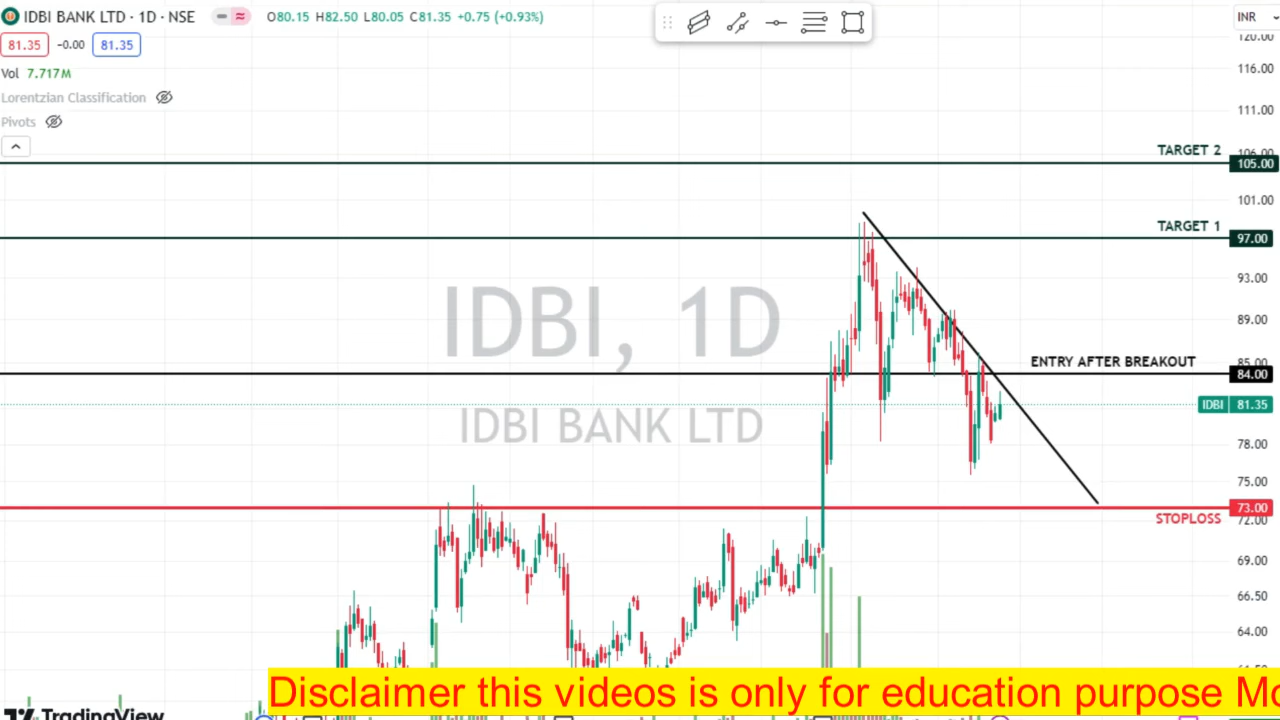 IDBI BANK LTD · 1D · NSE
O80.15 H82.50 L80.05 C81.35 +0.75 (+0.93%)
INR
81.35 -0.00 81.35
120.00
Vol 7.717M
116.00
Lorentzian Classification
111.00
Pivots
106.00
TARGET 2
105.00
101.00
TARGET 1
97.00
93.00
IDBI, 1D
89.00
85.00
ENTRY AFTER BREAKOUT
84.00
IDBI 81.35
IDBI BANK LTD
78.00
75.00
73.00
STOPLOSS
72.00
69.00
66.50
64.00
Disclaimer this videos is only for education purpose Mo
TradingView